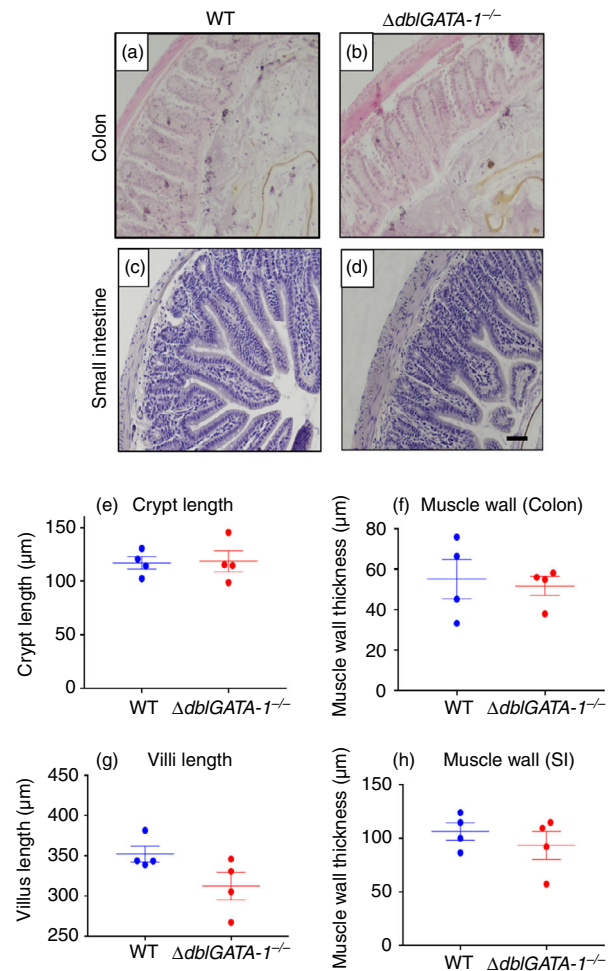 WT ΔdblGATA-1⁻/⁻
(a) (b)
Colon
(c) (d)
Small intestine
(e) Crypt length
Crypt length (μm)
150
100
50
0
WT ΔdblGATA-1⁻/⁻
(f) Muscle wall (Colon)
Muscle wall thickness (μm)
80
60
40
20
0
WT ΔdblGATA-1⁻/⁻
(g) Villi length
Villus length (μm)
450
400
350
300
250
WT ΔdblGATA-1⁻/⁻
(h) Muscle wall (SI)
Muscle wall thickness (μm)
150
100
50
0
WT ΔdblGATA-1⁻/⁻